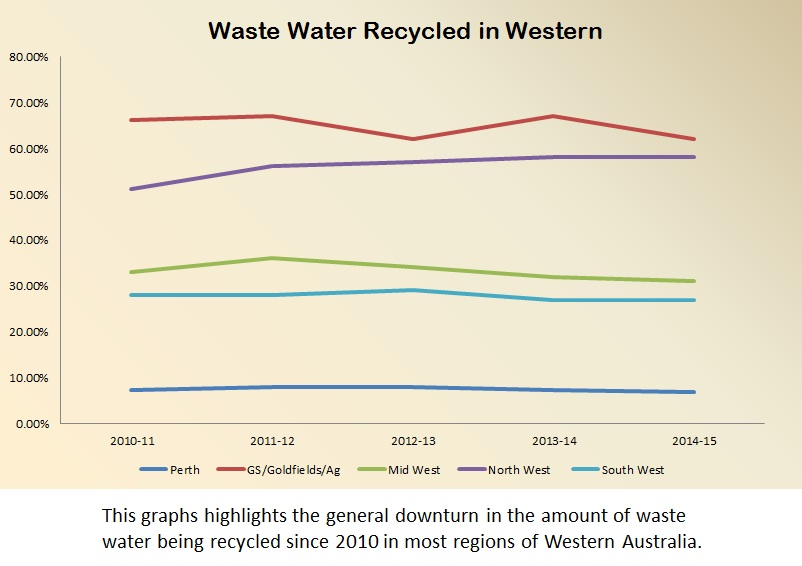 Waste Water Recycled in Western
80.00%
70.00%
60.00%
50.00%
40.00%
30.00%
20.00%
10.00%
0.00%
2010-11 2011-12 2012-13 2013-14 2014-15
Perth GS/Goldfields/Ag Mid West North West South West
This graphs highlights the general downturn in the amount of waste
water being recycled since 2010 in most regions of Western Australia.